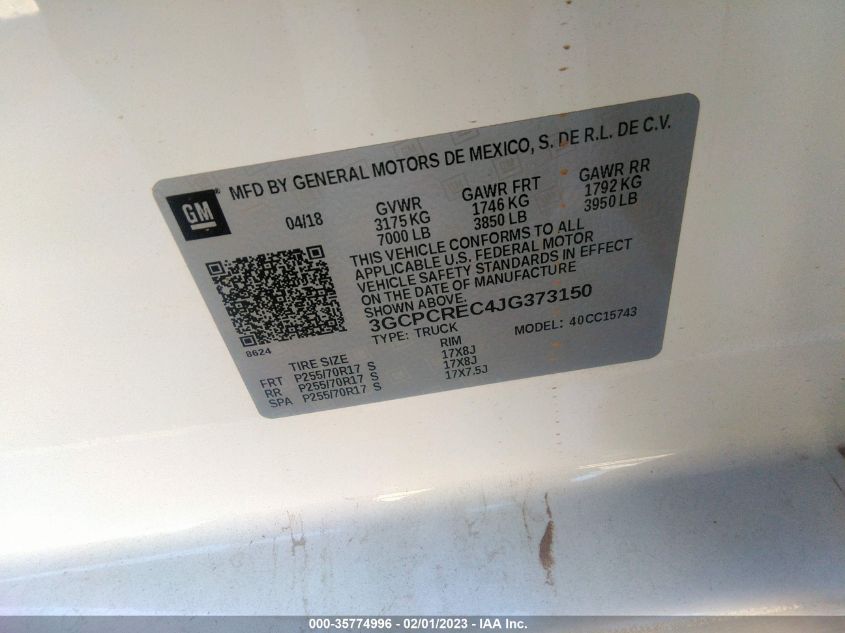 GM®
MFD BY GENERAL MOTORS DE MEXICO, S. DE R.L. DE C.V.
04/18
GVWR GAWR FRT GAWR RR
3175 KG 1746 KG 1792 KG
7000 LB 3850 LB 3950 LB
THIS VEHICLE CONFORMS TO ALL
APPLICABLE U.S. FEDERAL MOTOR
VEHICLE SAFETY STANDARDS IN EFFECT
ON THE DATE OF MANUFACTURE
SHOWN ABOVE.
3GCPCREC4JG373150
TYPE: TRUCK MODEL: 40CC15743
8624
TIRE SIZE RIM
FRT P255/70R17 S 17X8J
RR P255/70R17 S 17X8J
SPA P255/70R17 S 17X7.5J
000-35774996 - 02/01/2023 - IAA Inc.